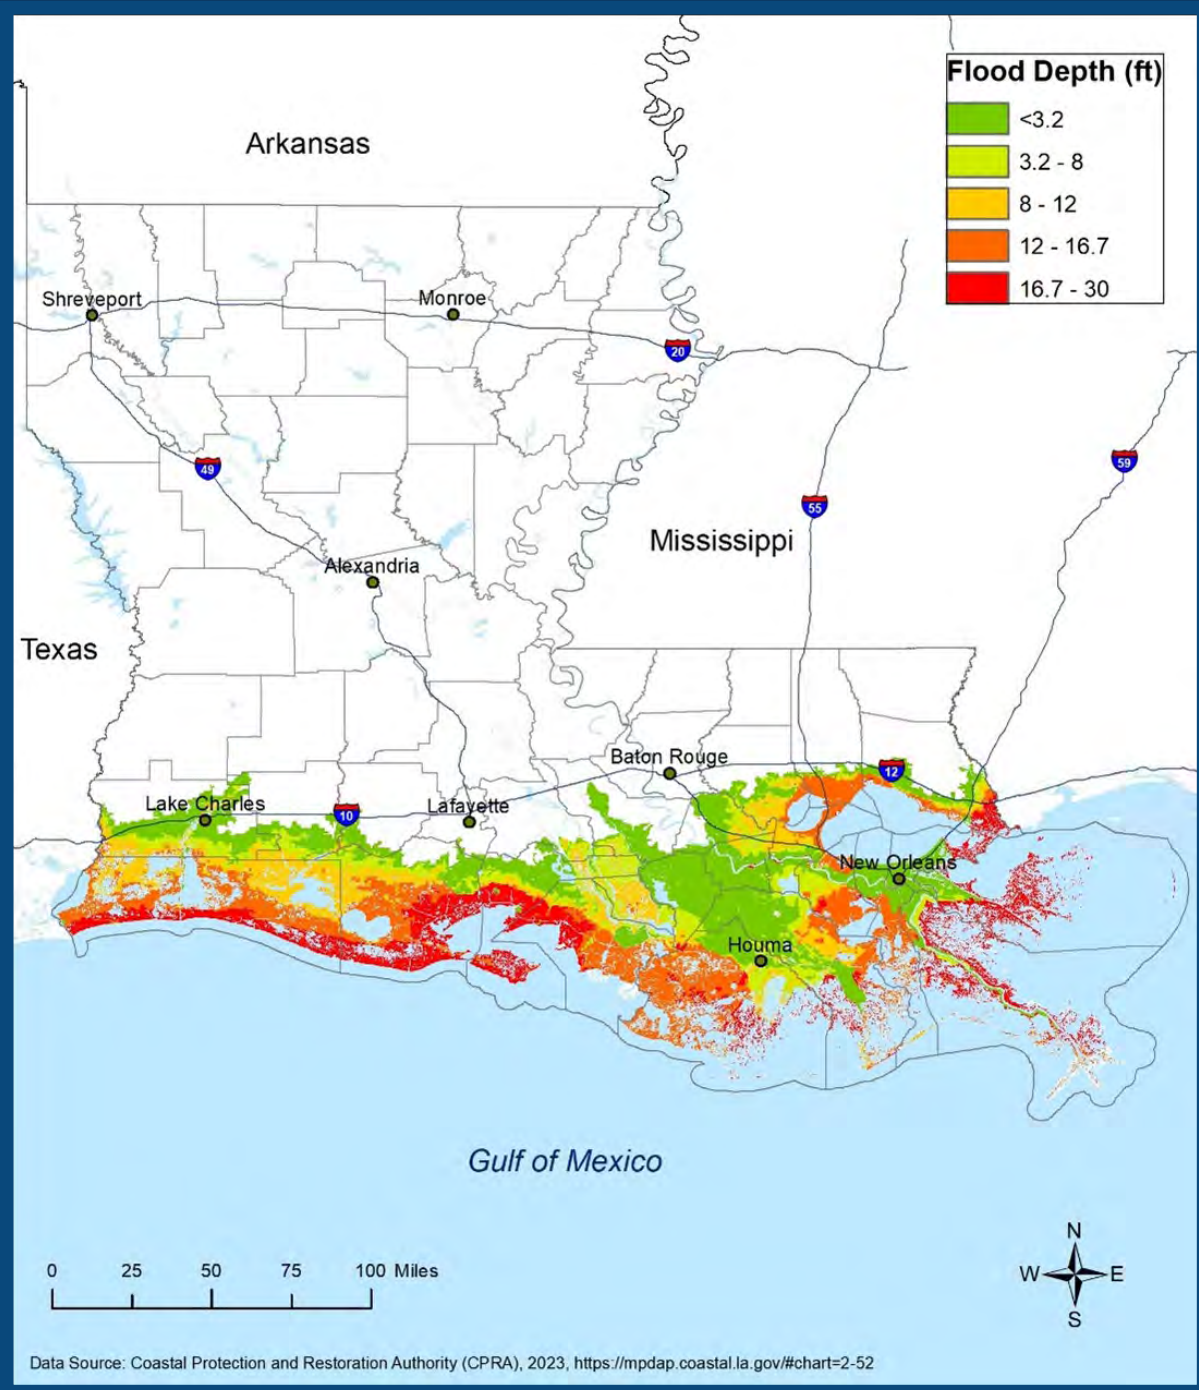 Flood Depth (ft)
<3.2
3.2 - 8
8 - 12
12 - 16.7
16.7 - 30
Arkansas
Shreveport
Monroe
20
49
59
55
Mississippi
Alexandria
Texas
Baton Rouge
12
Lake Charles
10
Lafayette
New Orleans
Houma
Gulf of Mexico
N
W E
S
0 25 50 75 100 Miles
Data Source: Coastal Protection and Restoration Authority (CPRA), 2023, https://mpdap.coastal.la.gov/#chart=2-52